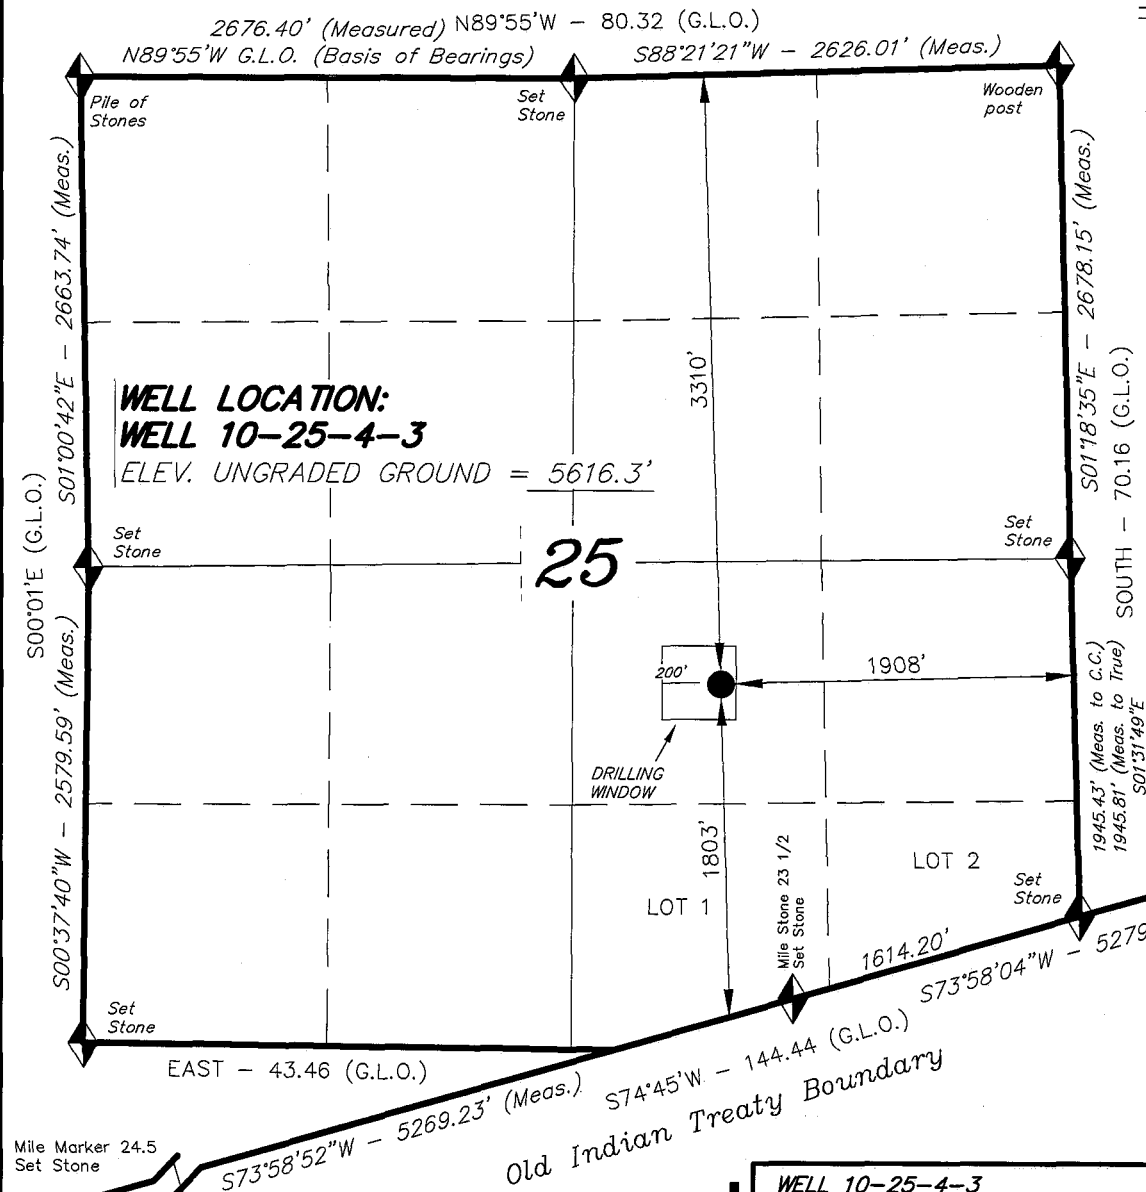 2676.40' (Measured) N89°55'W - 80.32 (G.L.O.)
N89°55'W G.L.O. (Basis of Bearings)
S88°21'21"W - 2626.01' (Meas.)
Pile of
Stones
Set
Stone
Wooden
post
S01°00'42"E - 2663.74' (Meas.)
S01°18'35"E - 2678.15' (Meas.)
3310'
WELL LOCATION:
WELL 10-25-4-3
ELEV. UNGRADED GROUND = 5616.3'
S00°01'E (G.L.O.)
SOUTH - 70.16 (G.L.O.)
Set
Stone
25
Set
Stone
S00°37'40"W - 2579.59' (Meas.)
200'
1908'
1945.43' (Meas. to C.C.)
1945.81' (Meas. to True)
S01°31'49"E
DRILLING
WINDOW
1803'
Mile Stone 23 1/2
Set Stone
LOT 1
LOT 2
Set
Stone
1614.20'
S73°58'04"W - 5279
Set
Stone
EAST - 43.46 (G.L.O.)
S74°45'W - 144.44 (G.L.O.)
S73°58'52"W - 5269.23' (Meas.)
Old Indian Treaty Boundary
Mile Marker 24.5
Set Stone
WELL 10-25-4-3